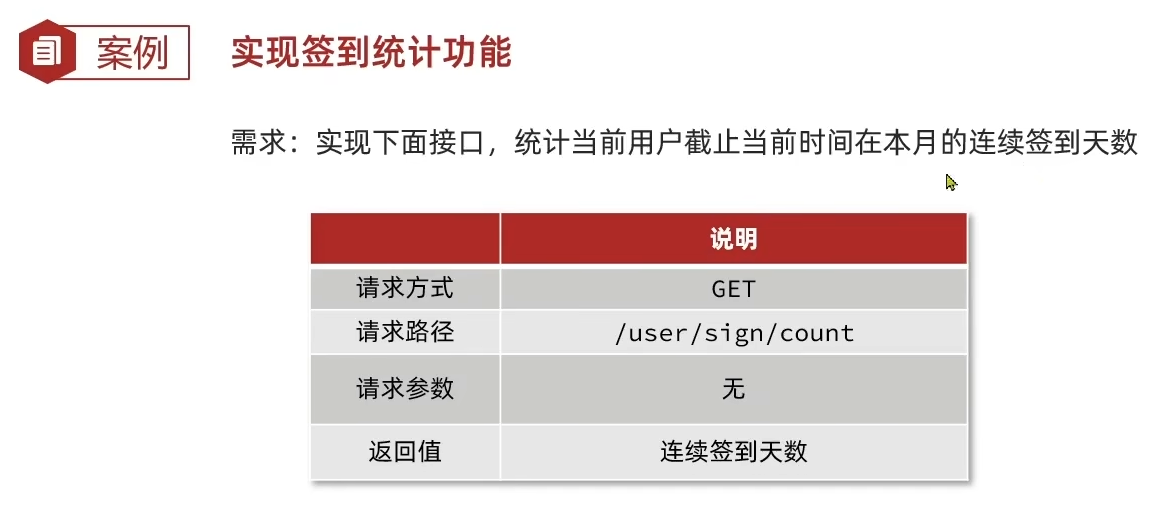 案例
实现签到统计功能
需求：实现下面接口，统计当前用户截止当前时间在本月的连续签到天数
说明
请求方式 GET
请求路径 /user/sign/count
请求参数 无
返回值 连续签到天数